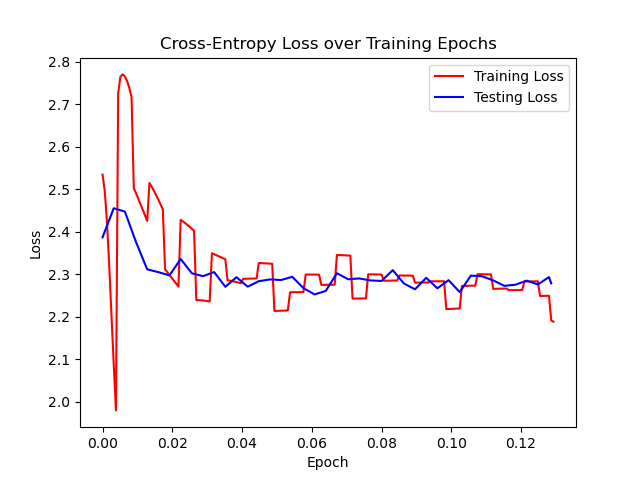 Cross-Entropy Loss over Training Epochs
Training Loss
Testing Loss
2.8
2.7
2.6
2.5
2.4
2.3
2.2
2.1
2.0
Loss
0.00 0.02 0.04 0.06 0.08 0.10 0.12
Epoch